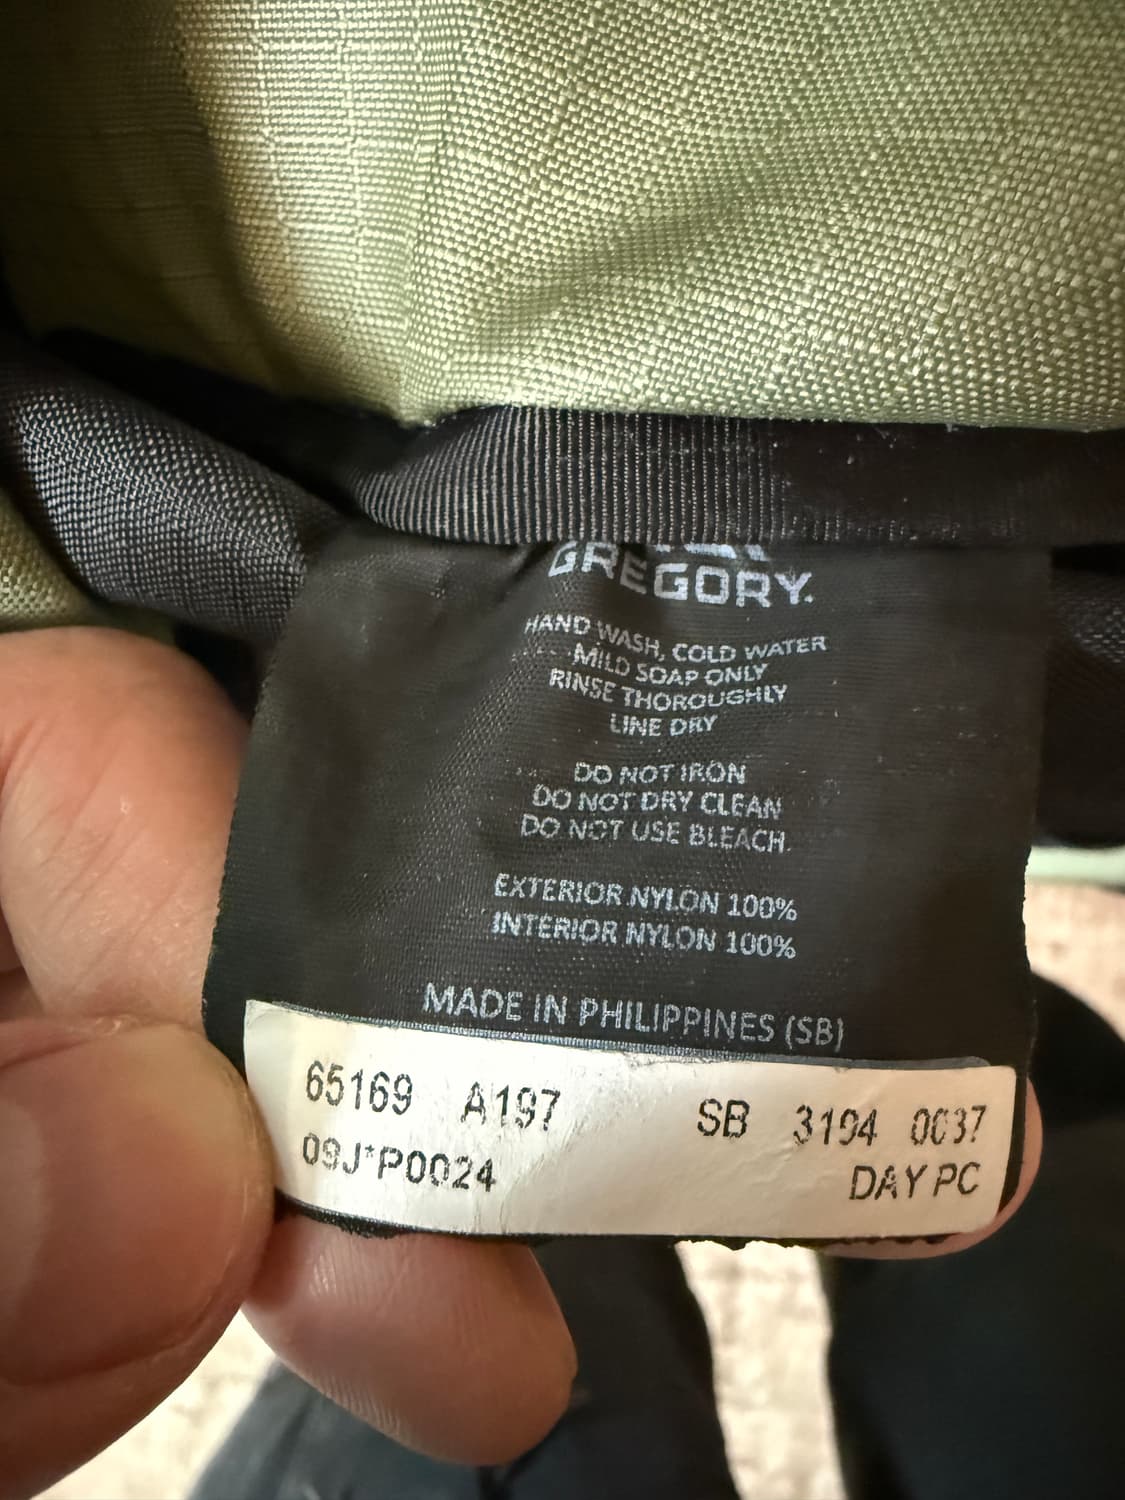 GREGORY.
HAND WASH, COLD WATER
MILD SOAP ONLY
RINSE THOROUGHLY
LINE DRY
DO NOT IRON
DO NOT DRY CLEAN
DO NOT USE BLEACH.
EXTERIOR NYLON 100%
INTERIOR NYLON 100%
MADE IN PHILIPPINES (SB)
65169 A197 SB 3194 0037
09J*P0024 DAY PC